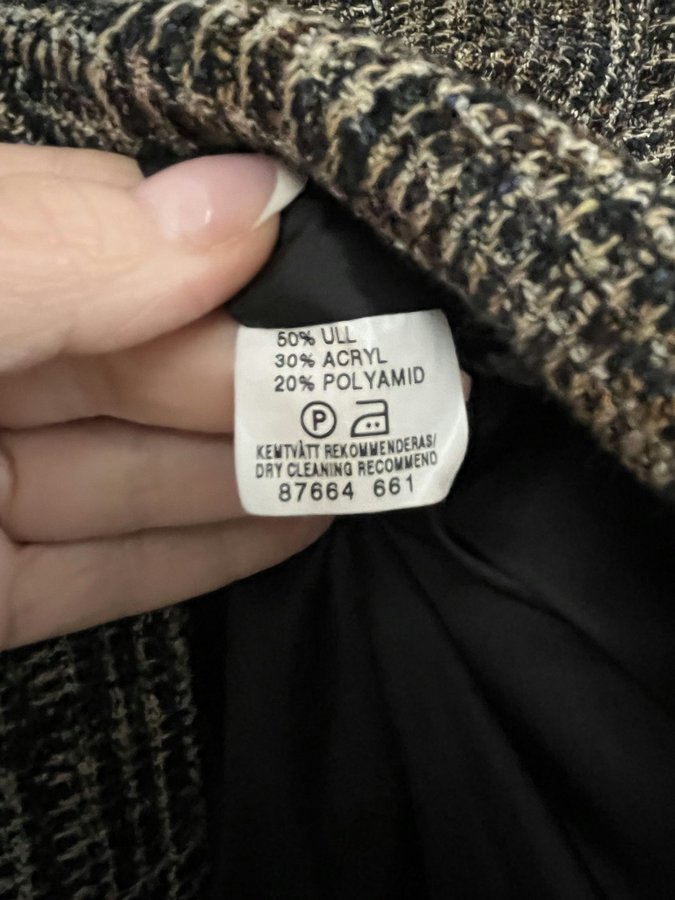 50% ULL
30% ACRYL
20% POLYAMID
P
KEMTVÄTT REKOMMENDERAS/
DRY CLEANING RECOMMEND
87664 661